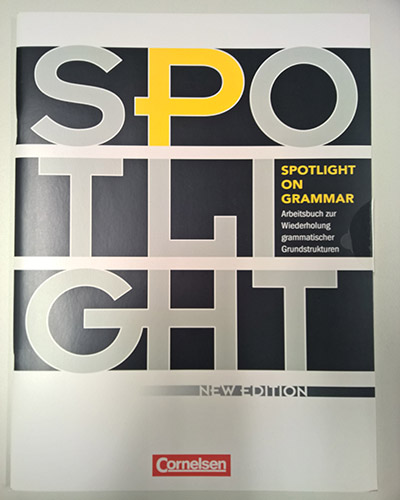 SPO
TLI
GHT
SPOTLIGHT
ON
GRAMMAR
Arbeitsbuch zur
Wiederholung
grammatischer
Grundstrukturen
NEW EDITION
Cornelsen